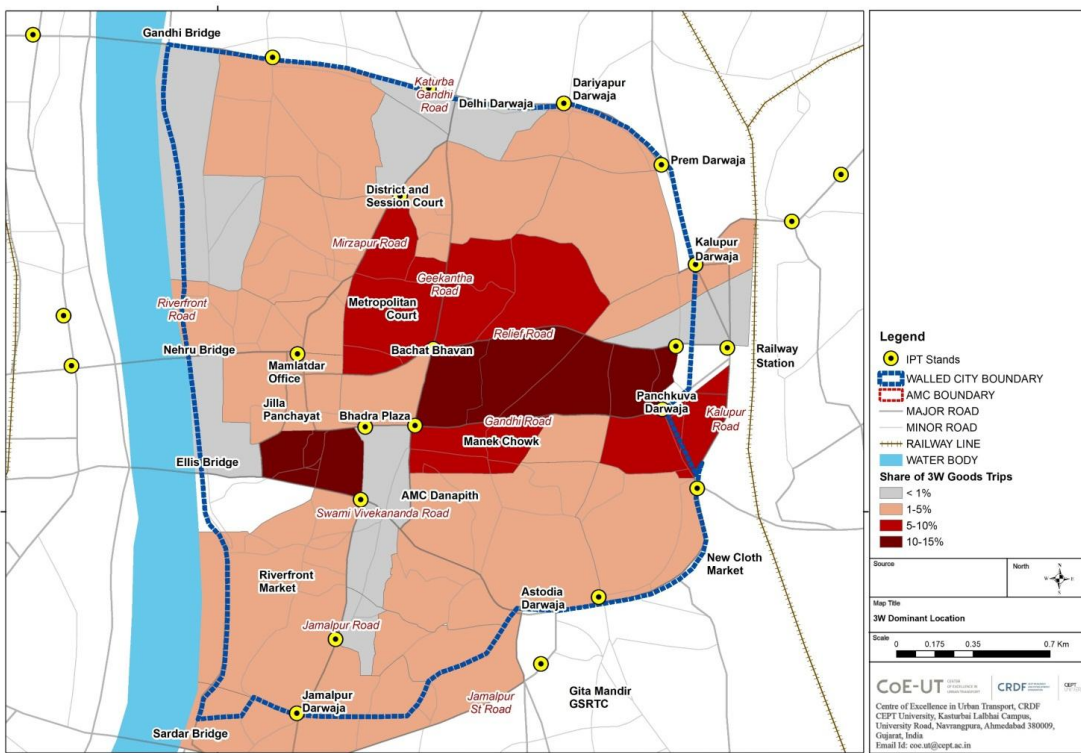 Gandhi Bridge
Katurba
Gandhi
Road
Delhi Darwaja
Dariyapur
Darwaja
Prem Darwaja
District and
Session Court
Mirzapur Road
Kalupur
Darwaja
Geekantha
Road
Metropolitan
Court
Riverfront
Road
Relief Road
Nehru Bridge
Bachat Bhavan
Railway
Station
Mamlatdar
Office
Jilla
Panchayat
Bhadra Plaza
Panchkuva
Darwaja
Gandhi Road
Kalupur
Road
Manek Chowk
Ellis Bridge
AMC Danapith
Swami Vivekananda Road
New Cloth
Market
Riverfront
Market
Astodia
Darwaja
Jamalpur Road
Jamalpur
Darwaja
Jamalpur
St Road
Gita Mandir
GSRTC
Sardar Bridge
Legend
IPT Stands
WALLED CITY BOUNDARY
AMC BOUNDARY
MAJOR ROAD
MINOR ROAD
RAILWAY LINE
WATER BODY
Share of 3W Goods Trips
< 1%
1-5%
5-10%
10-15%
Source
North
N
W
E
S
Map Title
3W Dominant Location
Scale
0 0.175 0.35 0.7 Km
CoE-UT
CENTER
OF EXCELLENCE IN
URBAN TRANSPORT
CRDF
CEPT
Centre of Excellence in Urban Transport, CRDF
CEPT University, Kasturbai Lalbhai Campus,
University Road, Navrangpura, Ahmedabad 380009,
Gujarat, India
Email Id: coe.ut@cept.ac.in